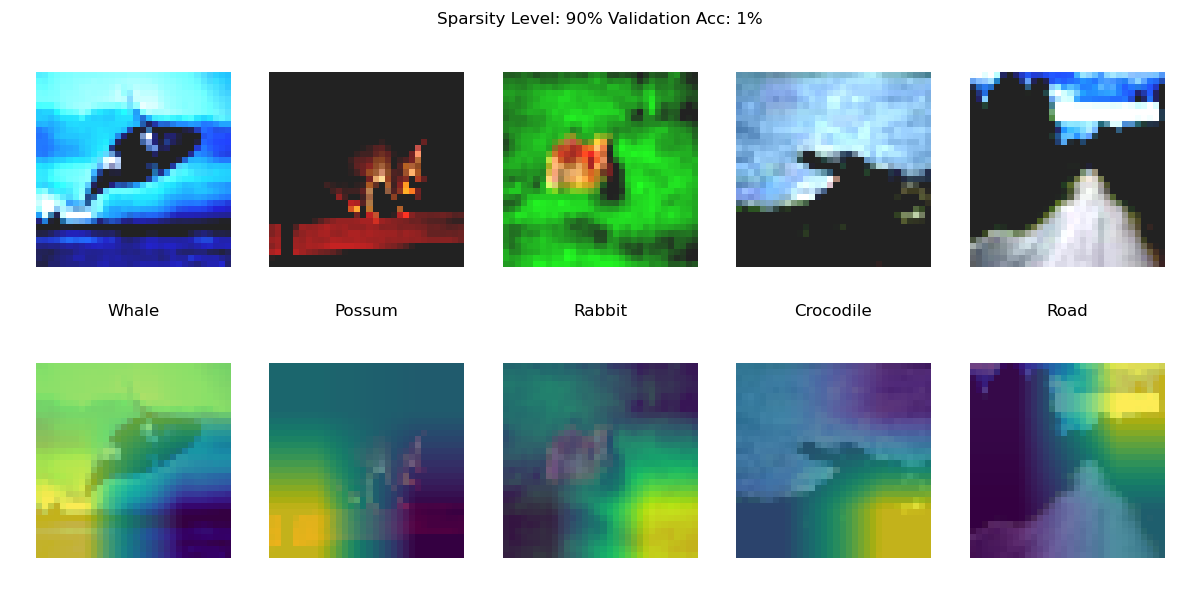 Sparsity Level: 90% Validation Acc: 1%
Whale
Possum
Rabbit
Crocodile
Road